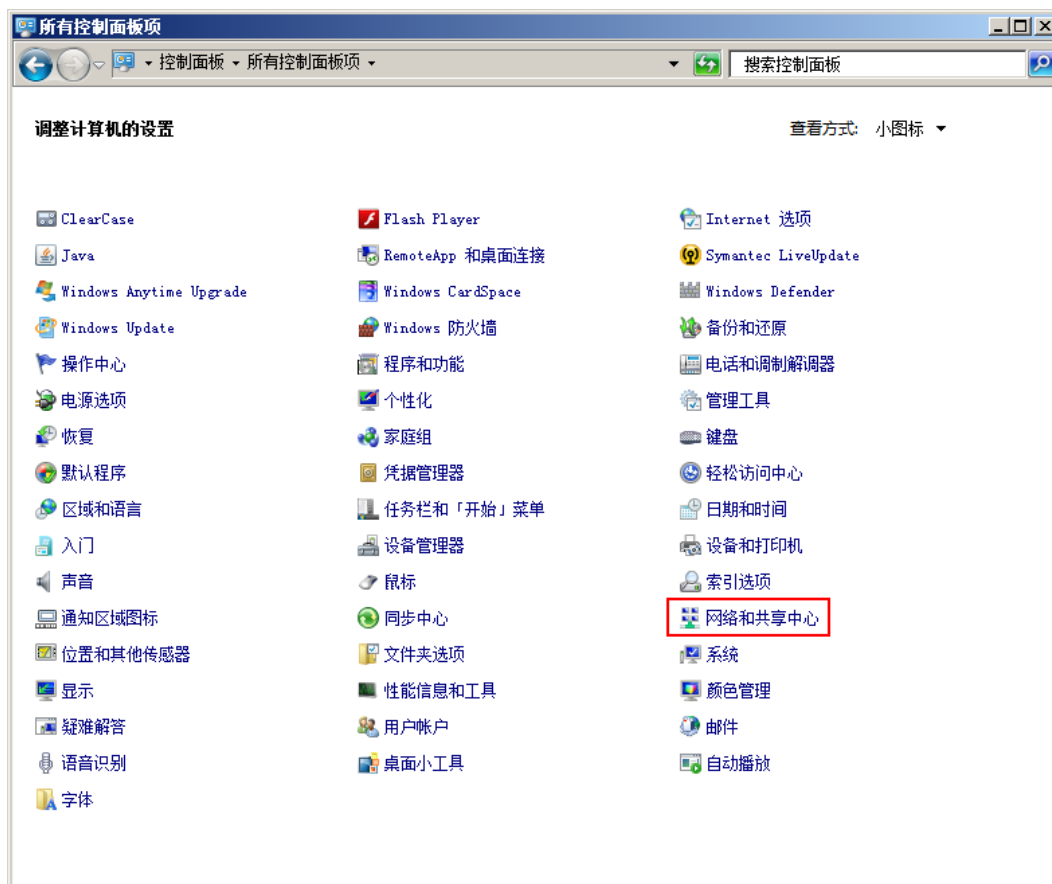 所有控制面板项
控制面板 所有控制面板项 搜索控制面板
调整计算机的设置 查看方式: 小图标
ClearCase Flash Player Internet 选项
Java RemoteApp 和桌面连接 Symantec LiveUpdate
Windows Anytime Upgrade Windows CardSpace Windows Defender
Windows Update Windows 防火墙 备份和还原
操作中心 程序和功能 电话和调制解调器
电源选项 个性化 管理工具
恢复 家庭组 键盘
默认程序 凭据管理器 轻松访问中心
区域和语言 任务栏和「开始」菜单 日期和时间
入门 设备管理器 设备和打印机
声音 鼠标 索引选项
通知区域图标 同步中心 网络和共享中心
位置和其他传感器 文件夹选项 系统
显示 性能信息和工具 颜色管理
疑难解答 用户帐户 邮件
语音识别 桌面小工具 自动播放
字体